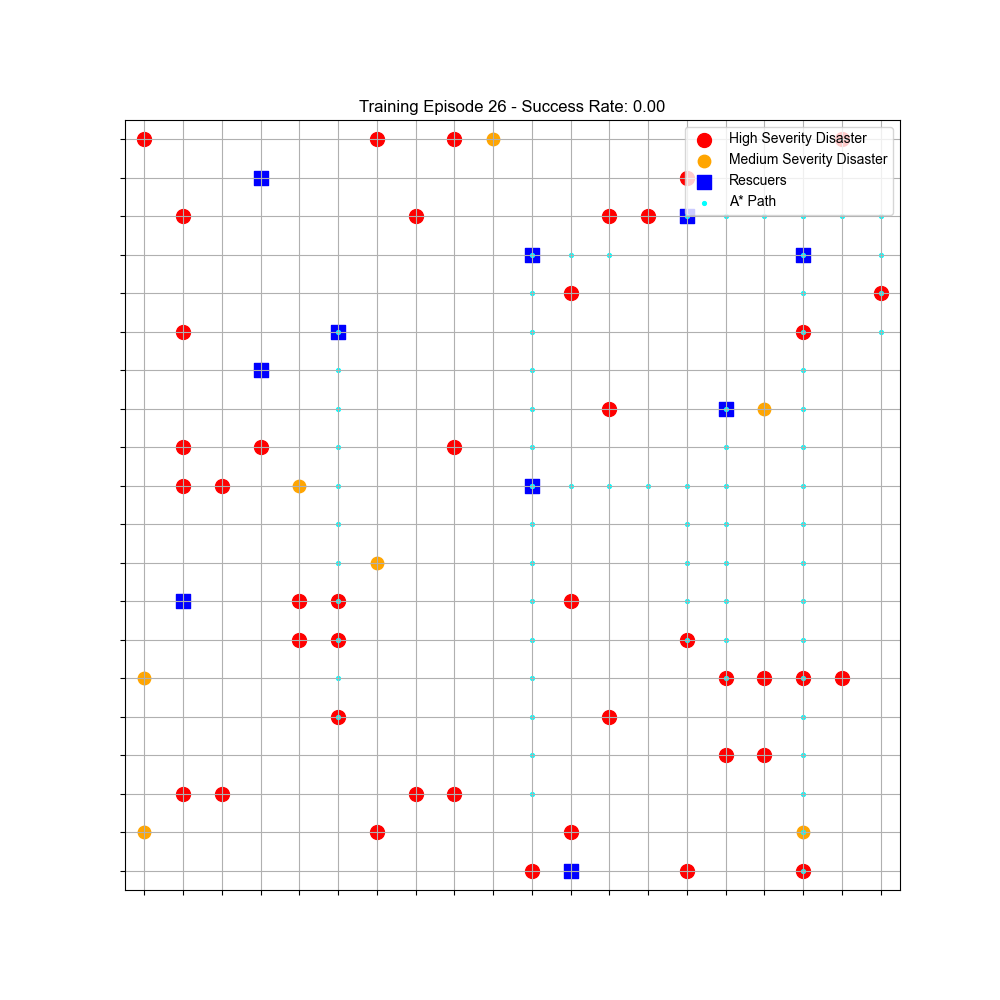 Training Episode 26 - Success Rate: 0.00
High Severity Disaster
Medium Severity Disaster
Rescuers
A* Path